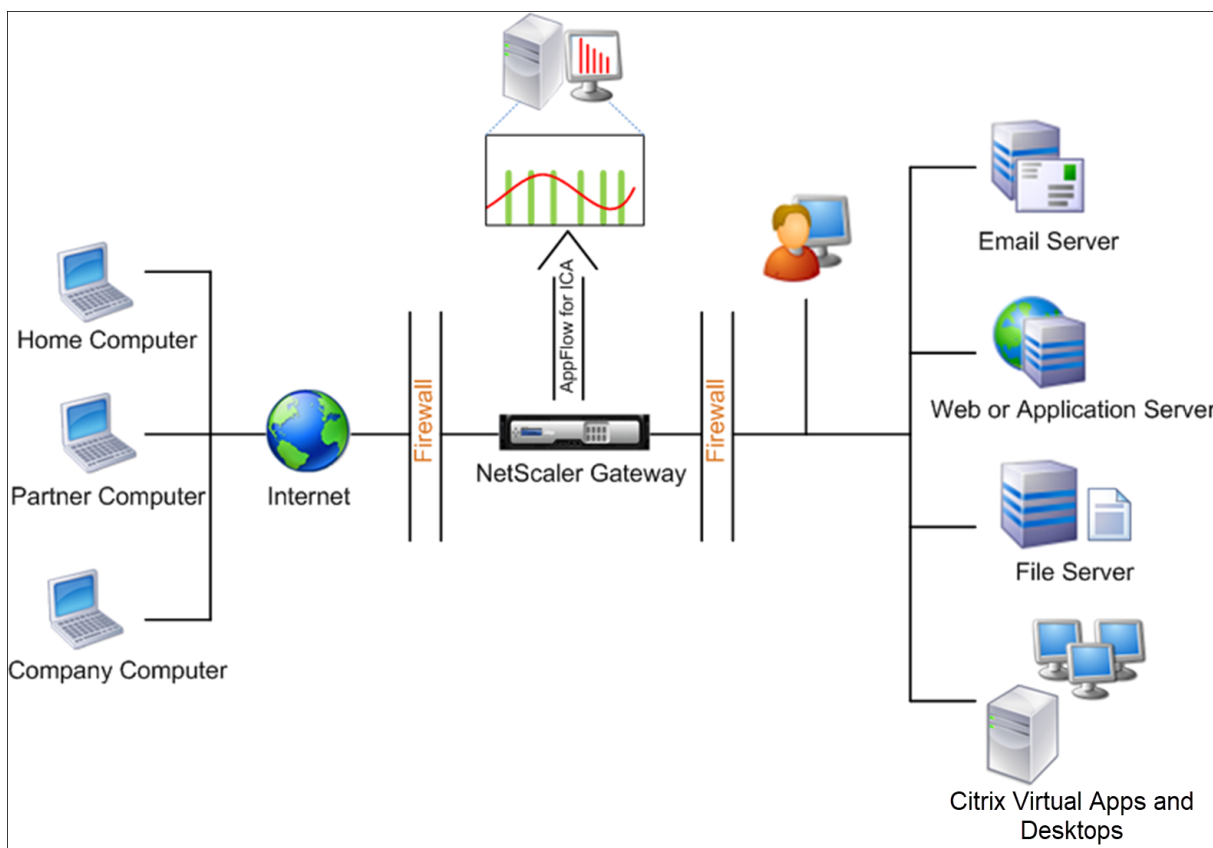 AppFlow for ICA
Email Server
Home Computer
Firewall
Firewall
Web or Application Server
NetScaler Gateway
Partner Computer
Internet
File Server
Company Computer
Citrix Virtual Apps and
Desktops